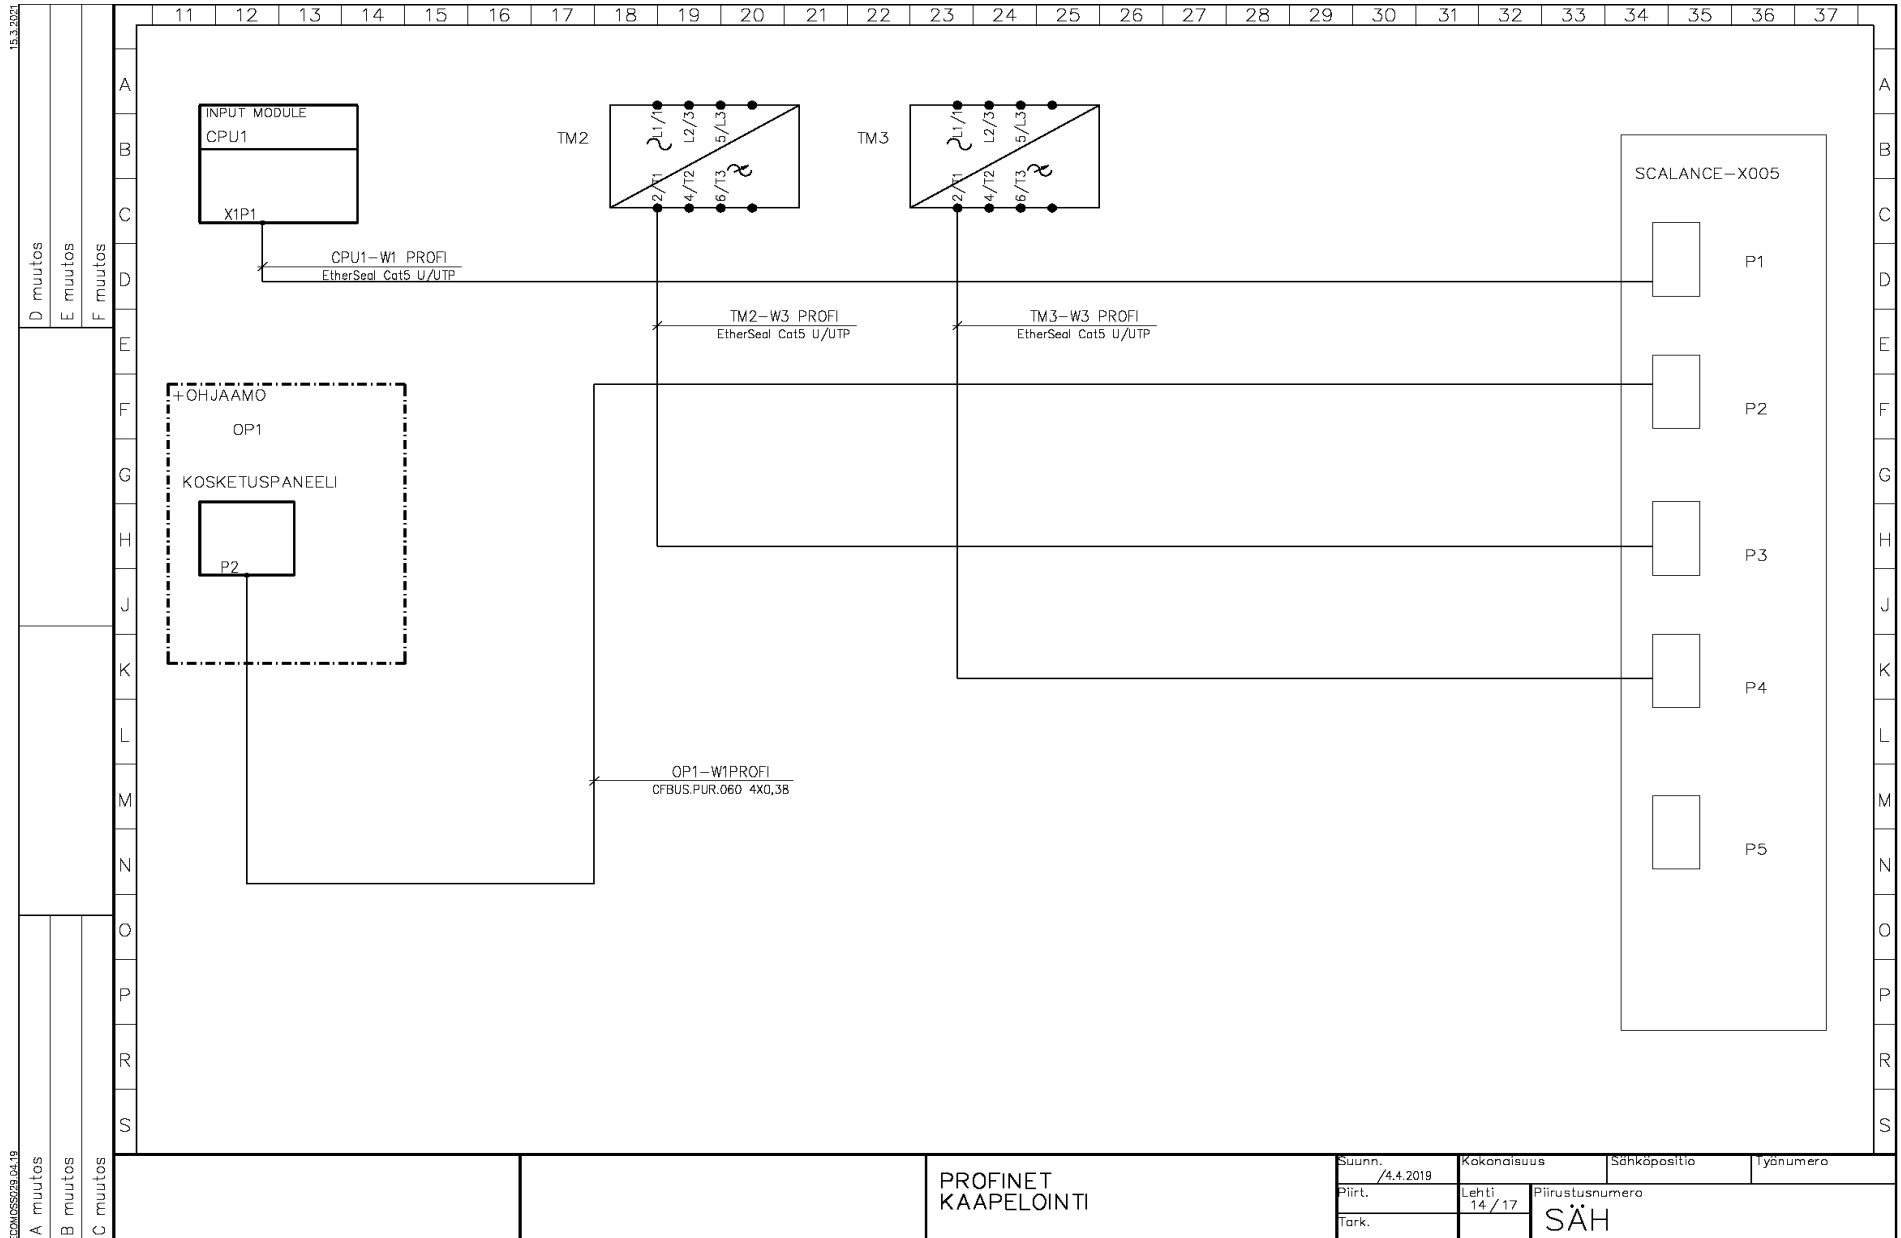 15.3.2021
11 12 13 14 15 16 17 18 19 20 21 22 23 24 25 26 27 28 29 30 31 32 33 34 35 36 37
A
B
C
D
E
F
G
H
J
K
L
M
N
O
P
R
S
A
B
C
D
E
F
G
H
J
K
L
M
N
O
P
R
S
D muutos
E muutos
F muutos
A muutos
B muutos
C muutos
INPUT MODULE
CPU1
X1P1
CPU1-W1 PROFI
EtherSeal Cat5 U/UTP
TM2
L1/1
L2/3
5/L3
2/T1
4/T2
6/T3
TM3
L1/1
L2/3
5/L3
2/T1
4/T2
6/T3
TM2-W3 PROFI
EtherSeal Cat5 U/UTP
TM3-W3 PROFI
EtherSeal Cat5 U/UTP
SCALANCE-X005
P1
P2
P3
P4
P5
+OHJAAMO
OP1
KOSKETUSPANEELI
P2
OP1-W1PROFI
CFBUS.PUR.060 4X0,38
PROFINET
KAAPELOINTI
Suunn.
/4.4.2019
Piirt.
Tark.
Kokonaisuus
Sähköpositio
Työnumero
Lehti
14/17
Piirustusnumero
SÄH